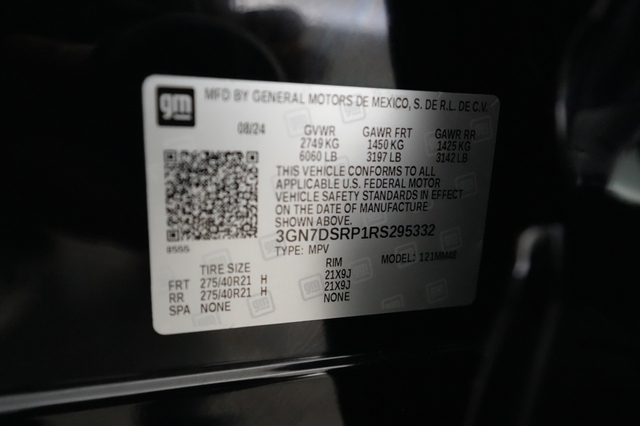 gm
MFD BY GENERAL MOTORS DE MEXICO, S. DE R.L. DE C.V.
08/24 GVWR GAWR FRT GAWR RR
2749 KG 1450 KG 1425 KG
6060 LB 3197 LB 3142 LB
THIS VEHICLE CONFORMS TO ALL
APPLICABLE U.S. FEDERAL MOTOR
VEHICLE SAFETY STANDARDS IN EFFECT
ON THE DATE OF MANUFACTURE
SHOWN ABOVE.
3GN7DSRP1RS295332
TYPE: MPV MODEL: 121MM48
TIRE SIZE RIM
FRT 275/40R21 H 21X9J
RR 275/40R21 H 21X9J
SPA NONE NONE